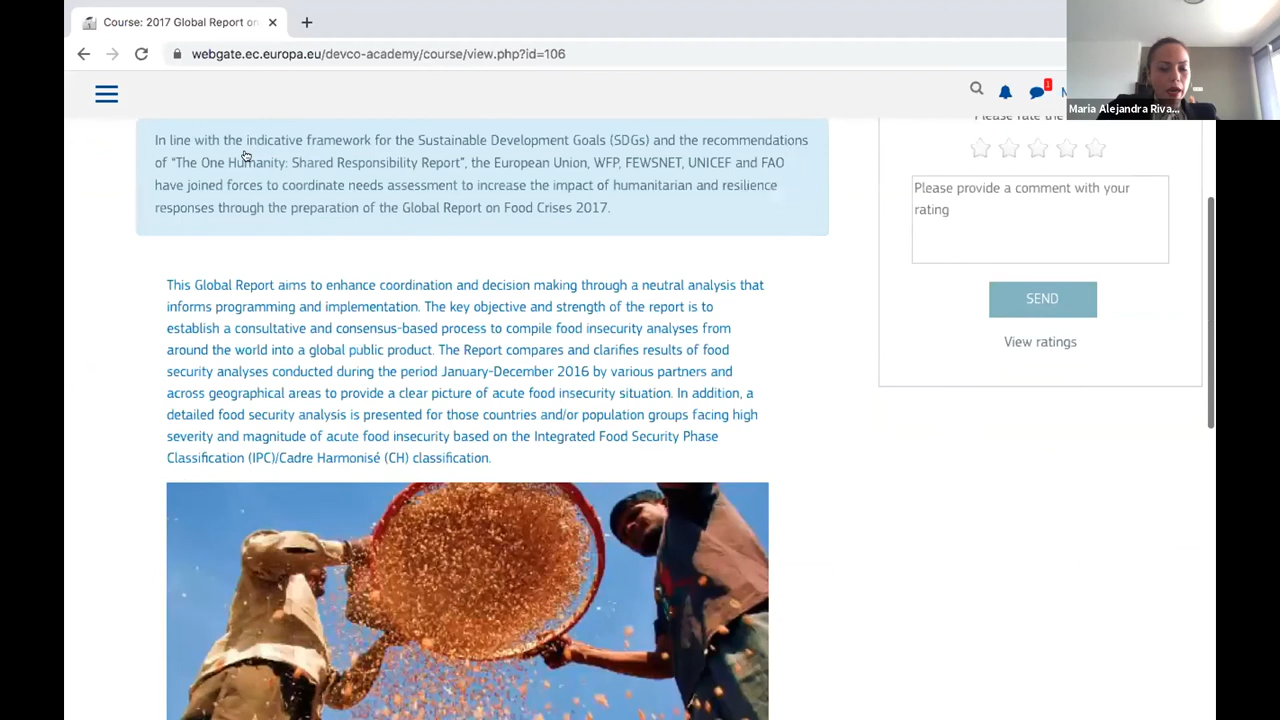 Course: 2017 Global Report on
webgate.ec.europa.eu/devco-academy/course/view.php?id=106
1
Maria Alejandra Riva...
In line with the indicative framework for the Sustainable Development Goals (SDGs) and the recommendations
of “The One Humanity: Shared Responsibility Report”, the European Union, WFP, FEWSNET, UNICEF and FAO
have joined forces to coordinate needs assessment to increase the impact of humanitarian and resilience
responses through the preparation of the Global Report on Food Crises 2017.
This Global Report aims to enhance coordination and decision making through a neutral analysis that
informs programming and implementation. The key objective and strength of the report is to
establish a consultative and consensus-based process to compile food insecurity analyses from
around the world into a global public product. The Report compares and clarifies results of food
security analyses conducted during the period January-December 2016 by various partners and
across geographical areas to provide a clear picture of acute food insecurity situation. In addition, a
detailed food security analysis is presented for those countries and/or population groups facing high
severity and magnitude of acute food insecurity based on the Integrated Food Security Phase
Classification (IPC)/Cadre Harmonisé (CH) classification.
Please rate the
Please provide a comment with your
rating
SEND
View ratings